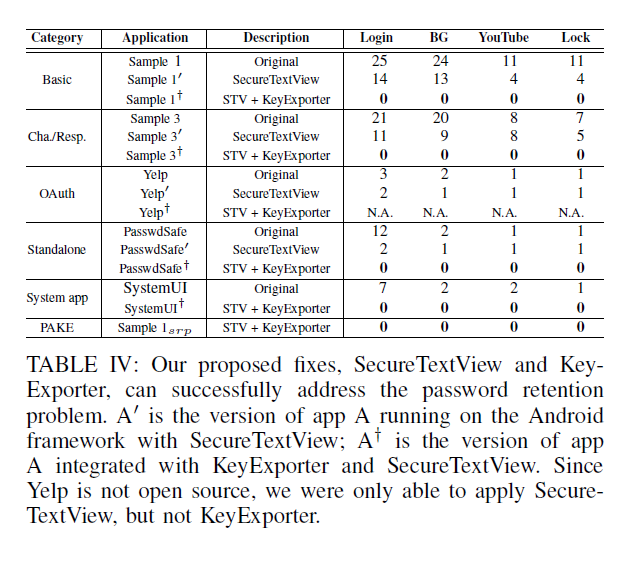 Category Application Description Login BG YouTube Lock
Basic
Sample 1 Original 25 24 11 11
Sample 1′ SecureTextView 14 13 4 4
Sample 1† STV + KeyExporter 0 0 0 0
Cha./Resp.
Sample 3 Original 21 20 8 7
Sample 3′ SecureTextView 11 9 8 5
Sample 3† STV + KeyExporter 0 0 0 0
OAuth
Yelp Original 3 2 1 1
Yelp′ SecureTextView 2 1 1 1
Yelp† STV + KeyExporter N.A. N.A. N.A. N.A.
Standalone
PasswdSafe Original 12 2 1 1
PasswdSafe′ SecureTextView 2 1 1 1
PasswdSafe† STV + KeyExporter 0 0 0 0
System app
SystemUI Original 7 2 2 1
SystemUI† STV + KeyExporter 0 0 0 0
PAKE Sample 1srp STV + KeyExporter 0 0 0 0
TABLE IV: Our proposed fixes, SecureTextView and Key-
Exporter, can successfully address the password retention
problem. A′ is the version of app A running on the Android
framework with SecureTextView; A† is the version of app
A integrated with KeyExporter and SecureTextView. Since
Yelp is not open source, we were only able to apply Secure-
TextView, but not KeyExporter.